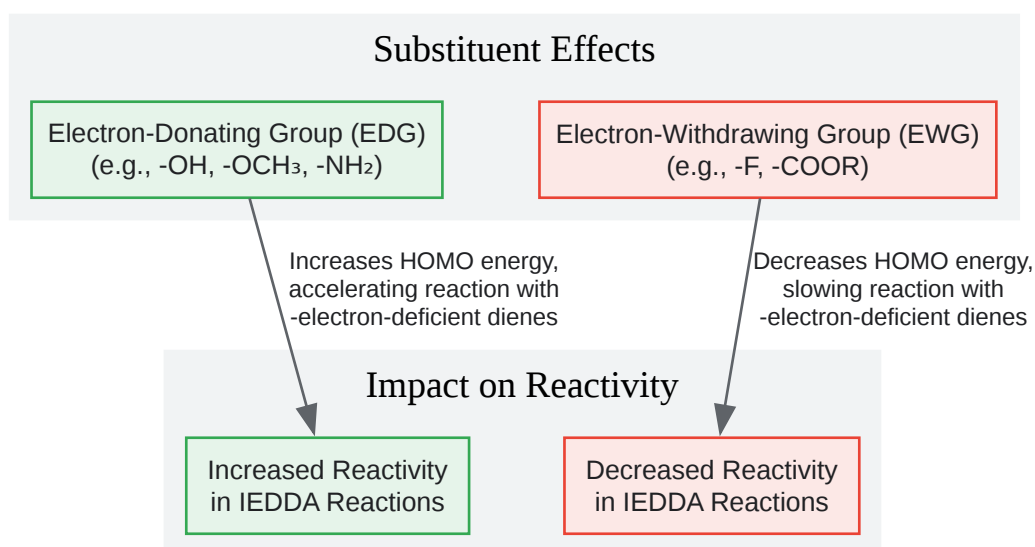 Substituent Effects
Electron-Donating Group (EDG)
(e.g., -OH, -OCH₃, -NH₂)
Electron-Withdrawing Group (EWG)
(e.g., -F, -COOR)
Increases HOMO energy,
accelerating reaction with
-electron-deficient dienes
Decreases HOMO energy,
slowing reaction with
-electron-deficient dienes
Impact on Reactivity
Increased Reactivity
in IEDDA Reactions
Decreased Reactivity
in IEDDA Reactions